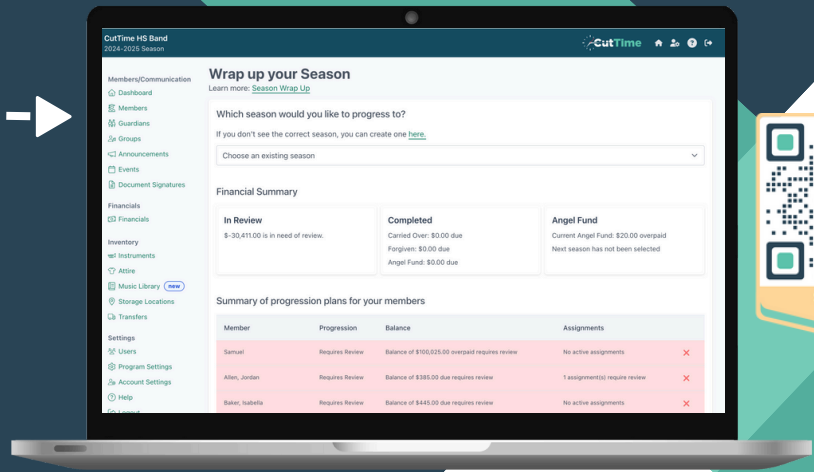 CutTime HS Band
2024-2025 Season
CutTime
Members/Communication
Dashboard
Members
Guardians
Groups
Announcements
Events
Document Signatures
Financials
Financials
Inventory
Instruments
Attire
Music Library new
Storage Locations
Transfers
Settings
Users
Program Settings
Account Settings
Help
Logout
Wrap up your Season
Learn more: Season Wrap Up
Which season would you like to progress to?
If you don't see the correct season, you can create one here.
Choose an existing season
Financial Summary
In Review
$-30,411.00 is in need of review.
Completed
Carried Over: $0.00 due
Forgiven: $0.00 due
Angel Fund: $0.00 due
Angel Fund
Current Angel Fund: $20.00 overpaid
Next season has not been selected
Summary of progression plans for your members
Member Progression Balance Assignments
Samuel Requires Review Balance of $100,025.00 overpaid requires review No active assignments
Allen, Jordan Requires Review Balance of $385.00 due requires review 1 assignment(s) require review
Baker, Isabella Requires Review Balance of $445.00 due requires review No active assignments